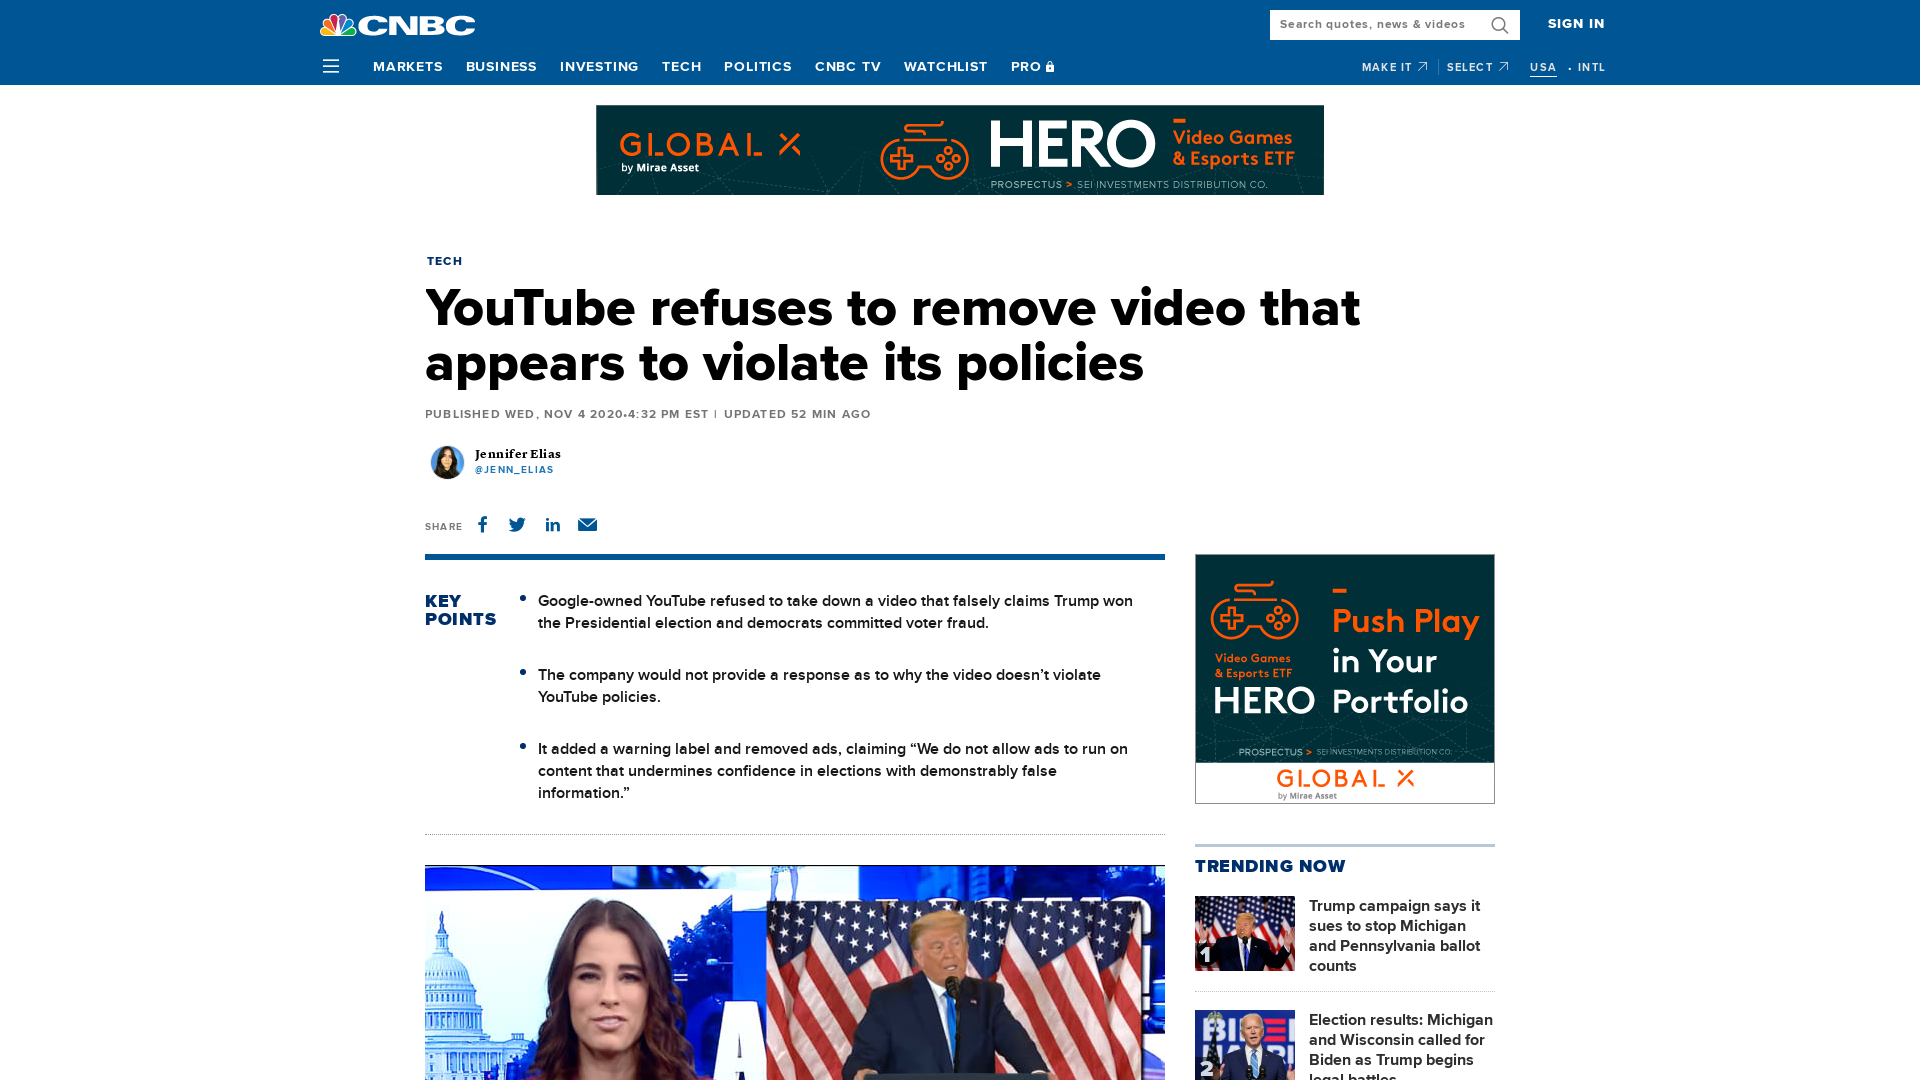 CNBC
Search quotes, news & videos
SIGN IN
MARKETS BUSINESS INVESTING TECH POLITICS CNBC TV WATCHLIST PRO
MAKE IT SELECT USA • INTL
GLOBAL X
by Mirae Asset
HERO
Video Games
& Esports ETF
PROSPECTUS > SEI INVESTMENTS DISTRIBUTION CO.
TECH
YouTube refuses to remove video that
appears to violate its policies
PUBLISHED WED, NOV 4 2020•4:32 PM EST | UPDATED 52 MIN AGO
Jennifer Elias
@JENN_ELIAS
SHARE
KEY
POINTS
Google-owned YouTube refused to take down a video that falsely claims Trump won
the Presidential election and democrats committed voter fraud.
The company would not provide a response as to why the video doesn’t violate
YouTube policies.
It added a warning label and removed ads, claiming “We do not allow ads to run on
content that undermines confidence in elections with demonstrably false
information.”
Push Play
in Your
Portfolio
Video Games
& Esports ETF
HERO
PROSPECTUS > SEI INVESTMENTS DISTRIBUTION CO.
GLOBAL X
by Mirae Asset
TRENDING NOW
1
Trump campaign says it
sues to stop Michigan
and Pennsylvania ballot
counts
2
Election results: Michigan
and Wisconsin called for
Biden as Trump begins
legal battles